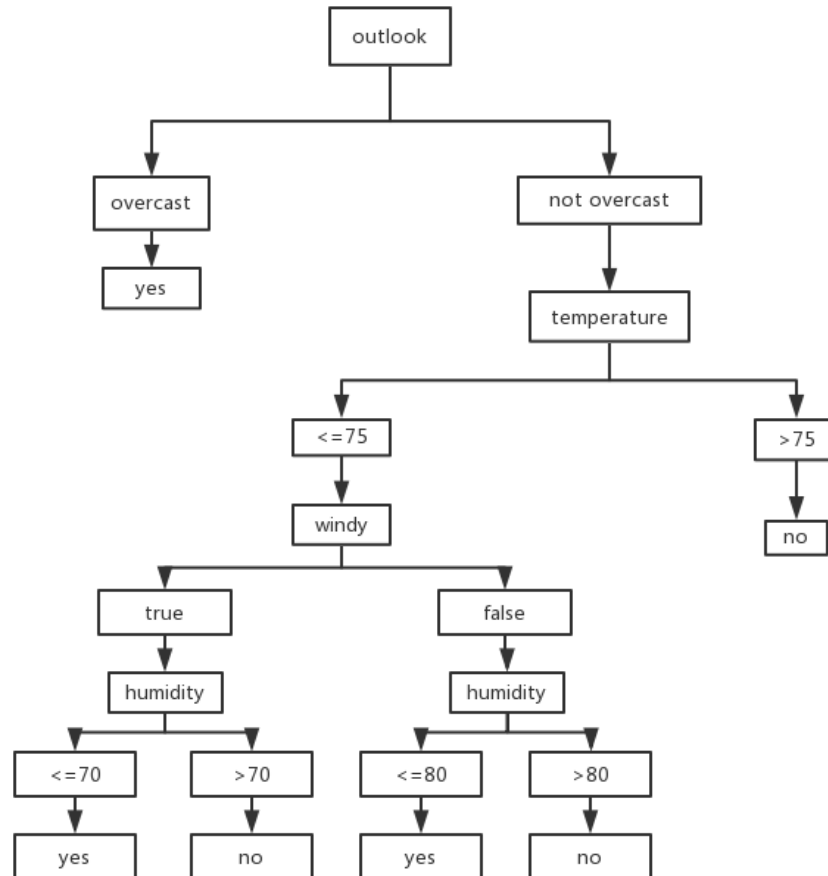 outlook
overcast
not overcast
yes
temperature
<=75
>75
windy
no
true
false
humidity
humidity
<=70
>70
<=80
>80
yes
no
yes
no